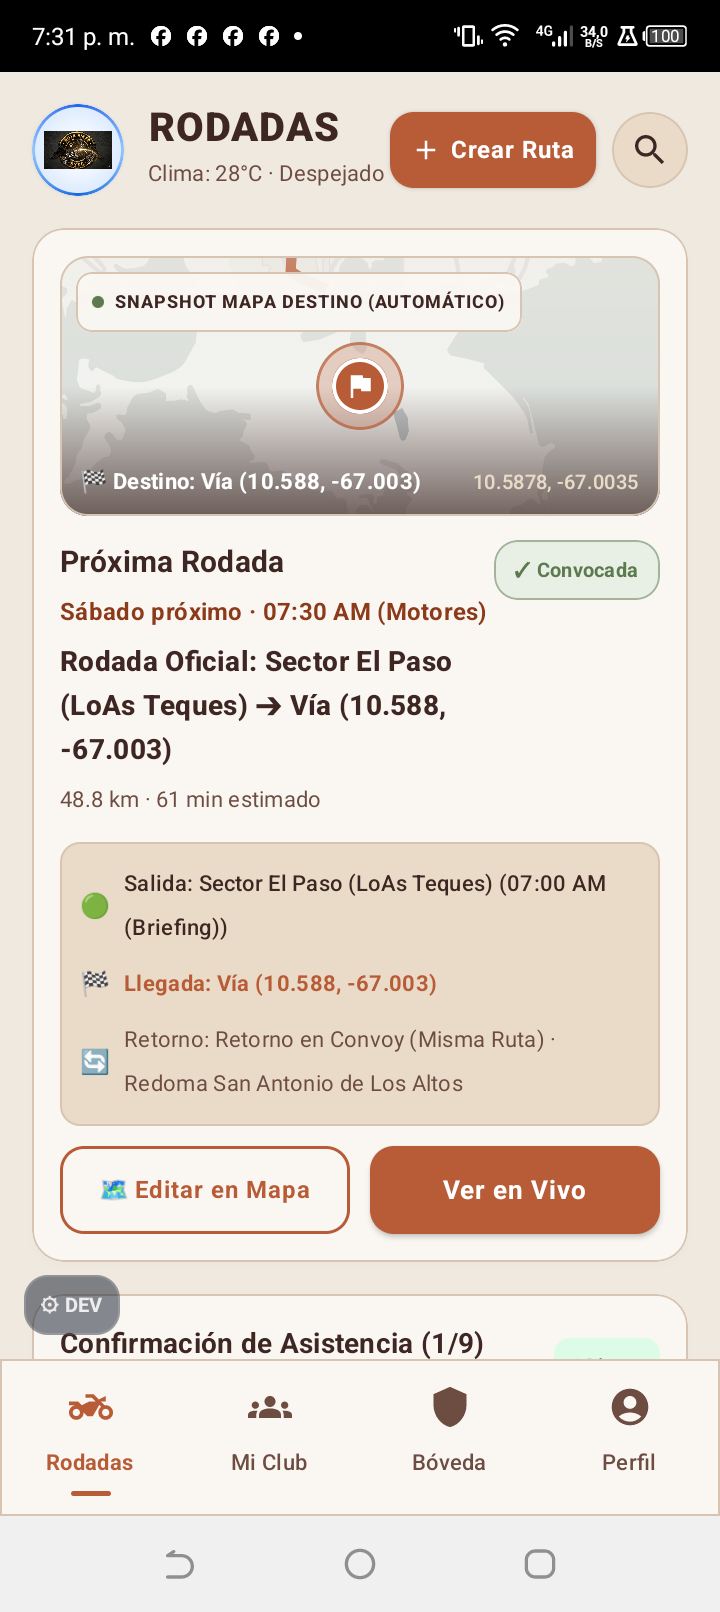 7:31 p. m.
4G
34,0
B/S
100
RODADAS
Clima: 28°C · Despejado
+ Crear Ruta
SNAPSHOT MAPA DESTINO (AUTOMÁTICO)
🏁 Destino: Vía (10.588, -67.003)
10.5878, -67.0035
Próxima Rodada
✓ Convocada
Sábado próximo · 07:30 AM (Motores)
Rodada Oficial: Sector El Paso
(LoAs Teques) ➔ Vía (10.588,
-67.003)
48.8 km · 61 min estimado
Salida: Sector El Paso (LoAs Teques) (07:00 AM
(Briefing))
Llegada: Vía (10.588, -67.003)
Retorno: Retorno en Convoy (Misma Ruta) ·
Redoma San Antonio de Los Altos
Editar en Mapa
Ver en Vivo
⚙ DEV
Confirmación de Asistencia (1/9)
Rodadas
Mi Club
Bóveda
Perfil